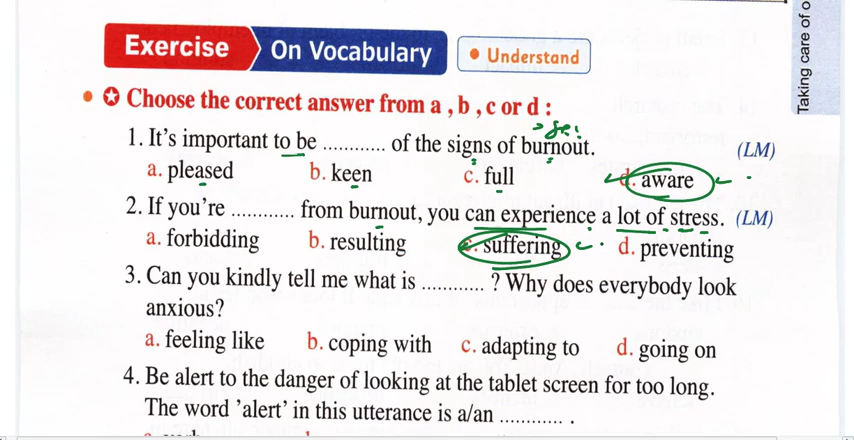 Exercise On Vocabulary • Understand
Taking care of o
• Choose the correct answer from a , b , c or d :
1. It's important to be ............ of the signs of burnout. (LM)
a. pleased b. keen c. full d. aware
2. If you're ............ from burnout, you can experience a lot of stress. (LM)
a. forbidding b. resulting c. suffering d. preventing
3. Can you kindly tell me what is ............ ? Why does everybody look
anxious?
a. feeling like b. coping with c. adapting to d. going on
4. Be alert to the danger of looking at the tablet screen for too long.
The word 'alert' in this utterance is a/an ............ .